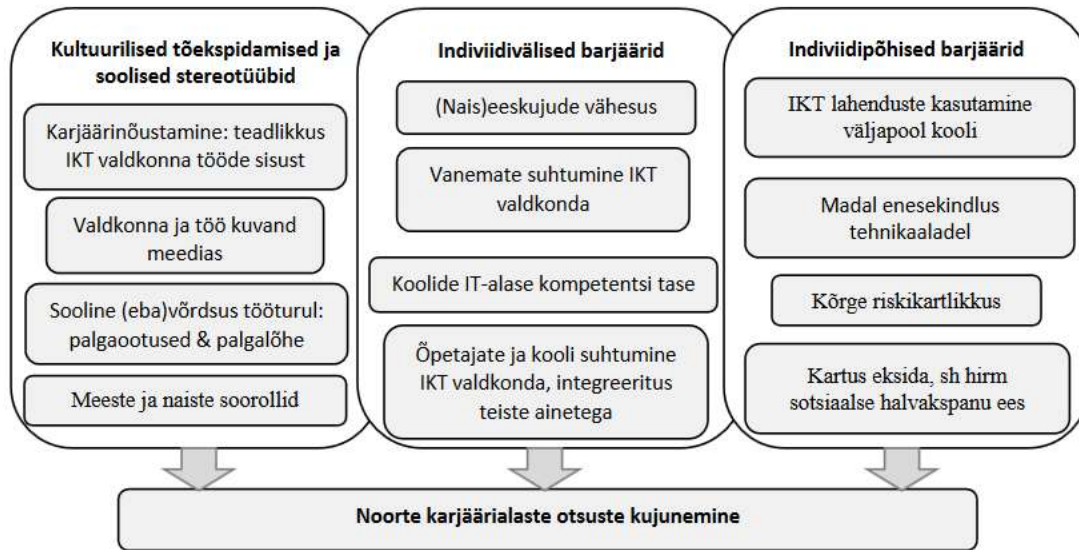 Kultuurilised tõekspidamised ja
soolised stereotüübid
Karjäärinõustamine: teadlikkus
IKT valdkonna tööde sisust
Valdkonna ja töö kuvand
meedias
Sooline (eba)võrdsus tööturul:
palgaootused & palgalõhe
Meeste ja naiste soorollid
Indiviidivälised barjäärid
(Nais)eeskujude vähesus
Vanemate suhtumine IKT
valdkonda
Koolide IT-alase kompetentsi tase
Õpetajate ja kooli suhtumine
IKT valdkonda, integreeritus
teiste ainetega
Indiviidipõhised barjäärid
IKT lahenduste kasutamine
väljapool kooli
Madal enesekindlus
tehnikaaladel
Kõrge riskikartlikkus
Kartus eksida, sh hirm
sotsiaalse halvakspanu ees
Noorte karjäärialaste otsuste kujunemine